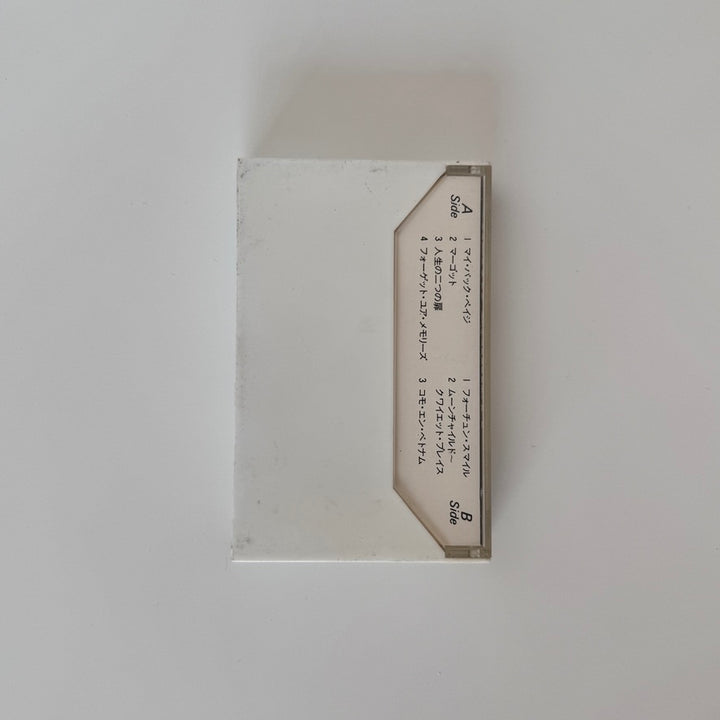 A
Side
1 マイ・バック・ペイジ
2 マーゴット
3 人生の二つの扉
4 フォーゲット・ユア・メモリーズ
1 フォーチュン・スマイル
2 ムーンチャイルド〜
クワイエット・プレイス
3 コモ・エン・ベトナム
B
Side